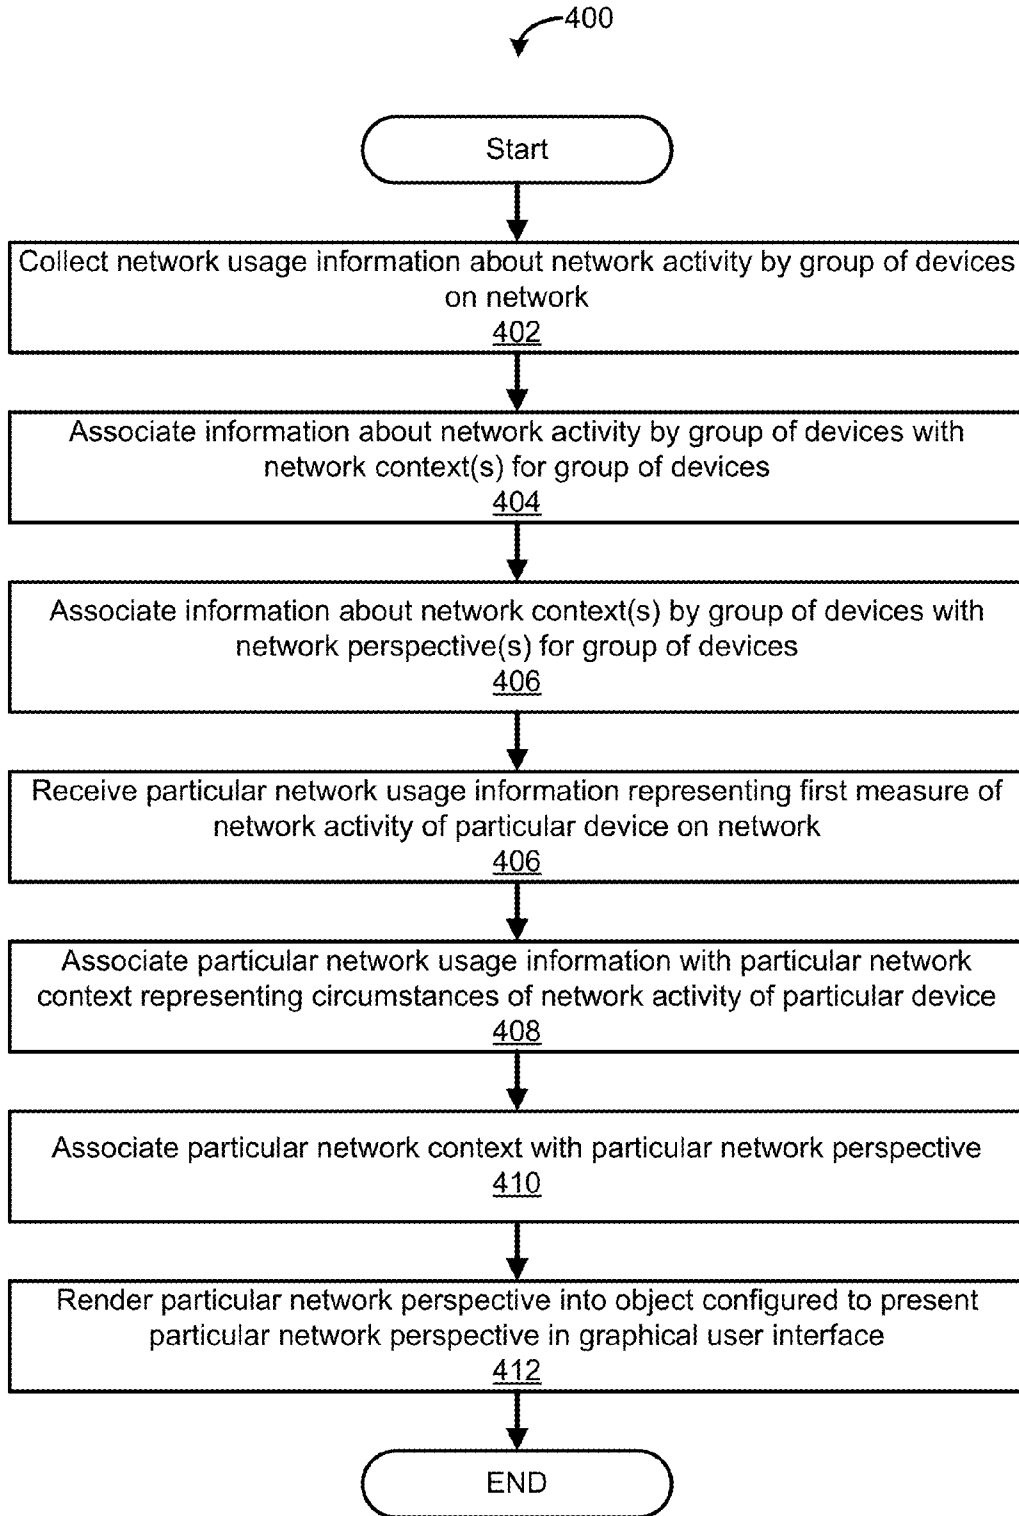 400
Start
Collect network usage information about network activity by group of devices
on network
402
Associate information about network activity by group of devices with
network context(s) for group of devices
404
Associate information about network context(s) by group of devices with
network perspective(s) for group of devices
406
Receive particular network usage information representing first measure of
network activity of particular device on network
406
Associate particular network usage information with particular network
context representing circumstances of network activity of particular device
408
Associate particular network context with particular network perspective
410
Render particular network perspective into object configured to present
particular network perspective in graphical user interface
412
END